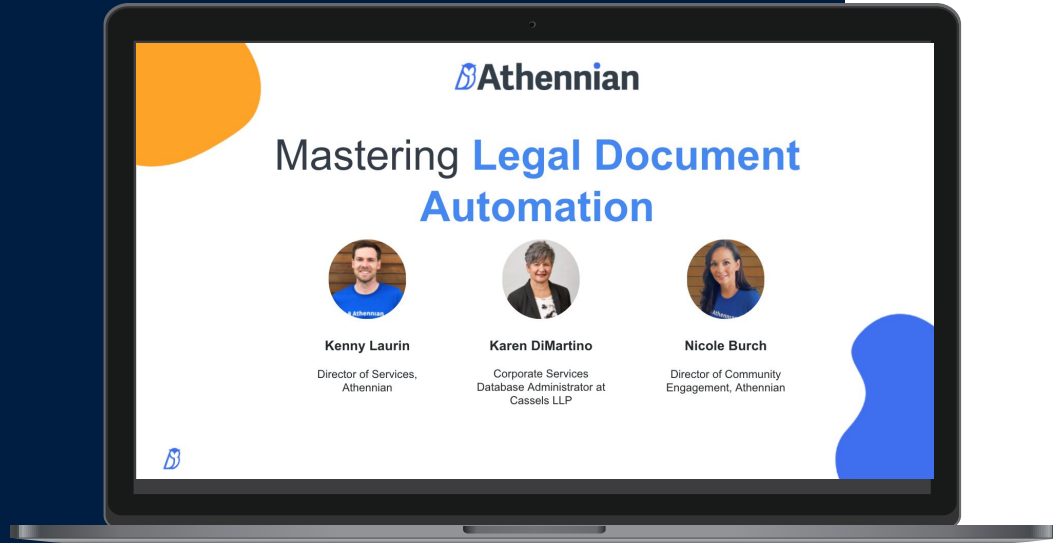 Athennian
Mastering Legal Document
Automation
Kenny Laurin
Director of Services,
Athennian
Karen DiMartino
Corporate Services
Database Administrator at
Cassels LLP
Nicole Burch
Director of Community
Engagement, Athennian